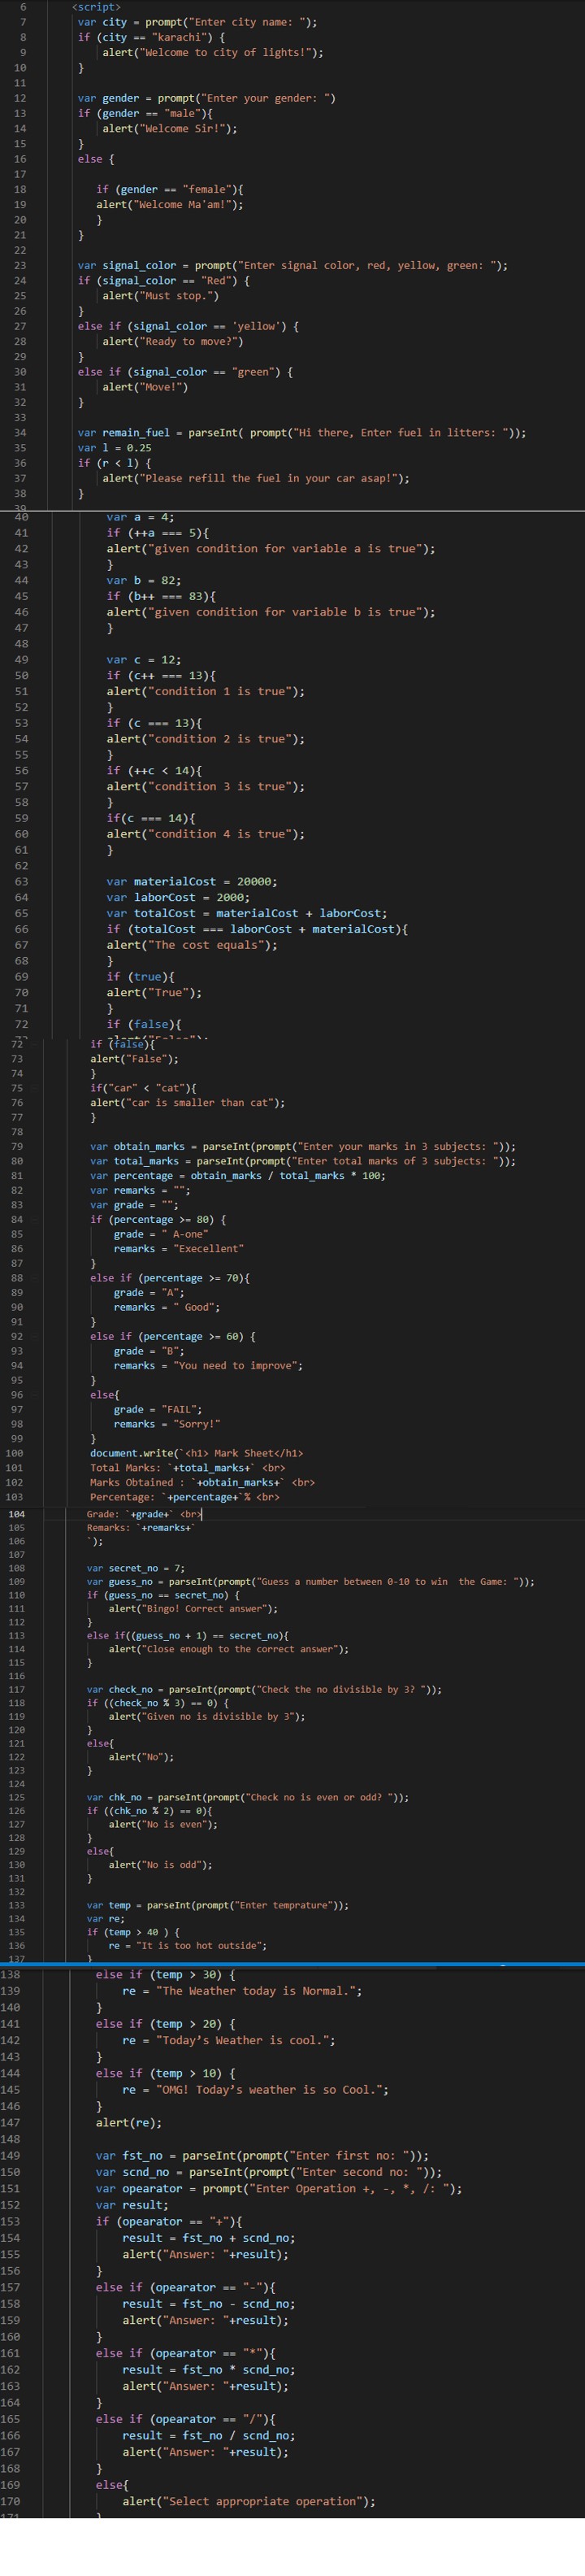 6 <script>
7 var city = prompt("Enter city name: ");
8 if (city == "karachi") {
9 alert("Welcome to city of lights!");
10 }
11
12 var gender = prompt("Enter your gender: ")
13 if (gender == "male"){
14 alert("Welcome Sir!");
15 }
16 else {
17
18 if (gender == "female"){
19 alert("Welcome Ma'am!");
20 }
21 }
22
23 var signal_color = prompt("Enter signal color, red, yellow, green: ");
24 if (signal_color == "Red") {
25 alert("Must stop.")
26 }
27 else if (signal_color == 'yellow') {
28 alert("Ready to move?")
29 }
30 else if (signal_color == "green") {
31 alert("Move!")
32 }
33
34 var remain_fuel = parseInt( prompt("Hi there, Enter fuel in litters: "));
35 var l = 0.25
36 if (r < l) {
37 alert("Please refill the fuel in your car asap!");
38 }
39
40 var a = 4;
41 if (++a === 5){
42 alert("given condition for variable a is true");
43 }
44 var b = 82;
45 if (b++ === 83){
46 alert("given condition for variable b is true");
47 }
48
49 var c = 12;
50 if (c++ === 13){
51 alert("condition 1 is true");
52 }
53 if (c === 13){
54 alert("condition 2 is true");
55 }
56 if (++c < 14){
57 alert("condition 3 is true");
58 }
59 if(c === 14){
60 alert("condition 4 is true");
61 }
62
63 var materialCost = 20000;
64 var laborCost = 2000;
65 var totalCost = materialCost + laborCost;
66 if (totalCost === laborCost + materialCost){
67 alert("The cost equals");
68 }
69 if (true){
70 alert("True");
71 }
72 if (false){
72 if (false){
73 alert("False");
74 }
75 if("car" < "cat"){
76 alert("car is smaller than cat");
77 }
78
79 var obtain_marks = parseInt(prompt("Enter your marks in 3 subjects: "));
80 var total_marks = parseInt(prompt("Enter total marks of 3 subjects: "));
81 var percentage = obtain_marks / total_marks * 100;
82 var remarks = "";
83 var grade = "";
84 if (percentage >= 80) {
85 grade = " A-one"
86 remarks = "Execellent"
87 }
88 else if (percentage >= 70){
89 grade = "A";
90 remarks = " Good";
91 }
92 else if (percentage >= 60) {
93 grade = "B";
94 remarks = "You need to improve";
95 }
96 else{
97 grade = "FAIL";
98 remarks = "Sorry!"
99 }
100 document.write(`<h1> Mark Sheet</h1>
101 Total Marks: `+total_marks+` <br>
102 Marks Obtained : `+obtain_marks+` <br>
103 Percentage: `+percentage+`% <br>
104 Grade: `+grade+` <br>
105 Remarks: `+remarks+`
106 `);
107
108 var secret_no = 7;
109 var guess_no = parseInt(prompt("Guess a number between 0-10 to win  the Game: "));
110 if (guess_no == secret_no) {
111 alert("Bingo! Correct answer");
112 }
113 else if((guess_no + 1) == secret_no){
114 alert("Close enough to the correct answer");
115 }
116
117 var check_no = parseInt(prompt("Check the no divisible by 3? "));
118 if ((check_no % 3) == 0) {
119 alert("Given no is divisible by 3");
120 }
121 else{
122 alert("No");
123 }
124
125 var chk_no = parseInt(prompt("Check no is even or odd? "));
126 if ((chk_no % 2) == 0){
127 alert("No is even");
128 }
129 else{
130 alert("No is odd");
131 }
132
133 var temp = parseInt(prompt("Enter temprature"));
134 var re;
135 if (temp > 40 ) {
136 re = "It is too hot outside";
137 }
138 else if (temp > 30) {
139 re = "The Weather today is Normal.";
140 }
141 else if (temp > 20) {
142 re = "Today’s Weather is cool.";
143 }
144 else if (temp > 10) {
145 re = "OMG! Today’s weather is so Cool.";
146 }
147 alert(re);
148
149 var fst_no = parseInt(prompt("Enter first no: "));
150 var scnd_no = parseInt(prompt("Enter second no: "));
151 var opearator = prompt("Enter Operation +, -, *, /: ");
152 var result;
153 if (opearator == "+"){
154 result = fst_no + scnd_no;
155 alert("Answer: "+result);
156 }
157 else if (opearator == "-"){
158 result = fst_no - scnd_no;
159 alert("Answer: "+result);
160 }
161 else if (opearator == "*"){
162 result = fst_no * scnd_no;
163 alert("Answer: "+result);
164 }
165 else if (opearator == "/"){
166 result = fst_no / scnd_no;
167 alert("Answer: "+result);
168 }
169 else{
170 alert("Select appropriate operation");
171 }